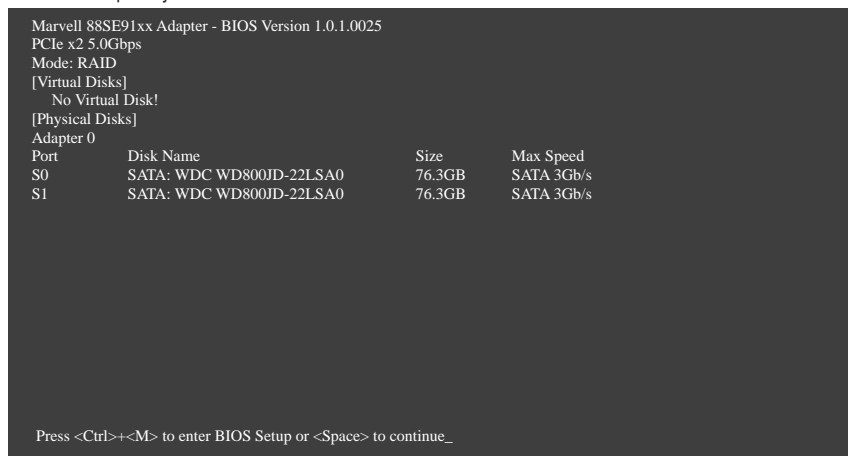 Marvell 88SE91xx Adapter - BIOS Version 1.0.1.0025
PCIe x2 5.0Gbps
Mode: RAID
[Virtual Disks]
No Virtual Disk!
[Physical Disks]
Adapter 0
Port Disk Name Size Max Speed
S0 SATA: WDC WD800JD-22LSA0 76.3GB SATA 3Gb/s
S1 SATA: WDC WD800JD-22LSA0 76.3GB SATA 3Gb/s
Press <Ctrl>+<M> to enter BIOS Setup or <Space> to continue_